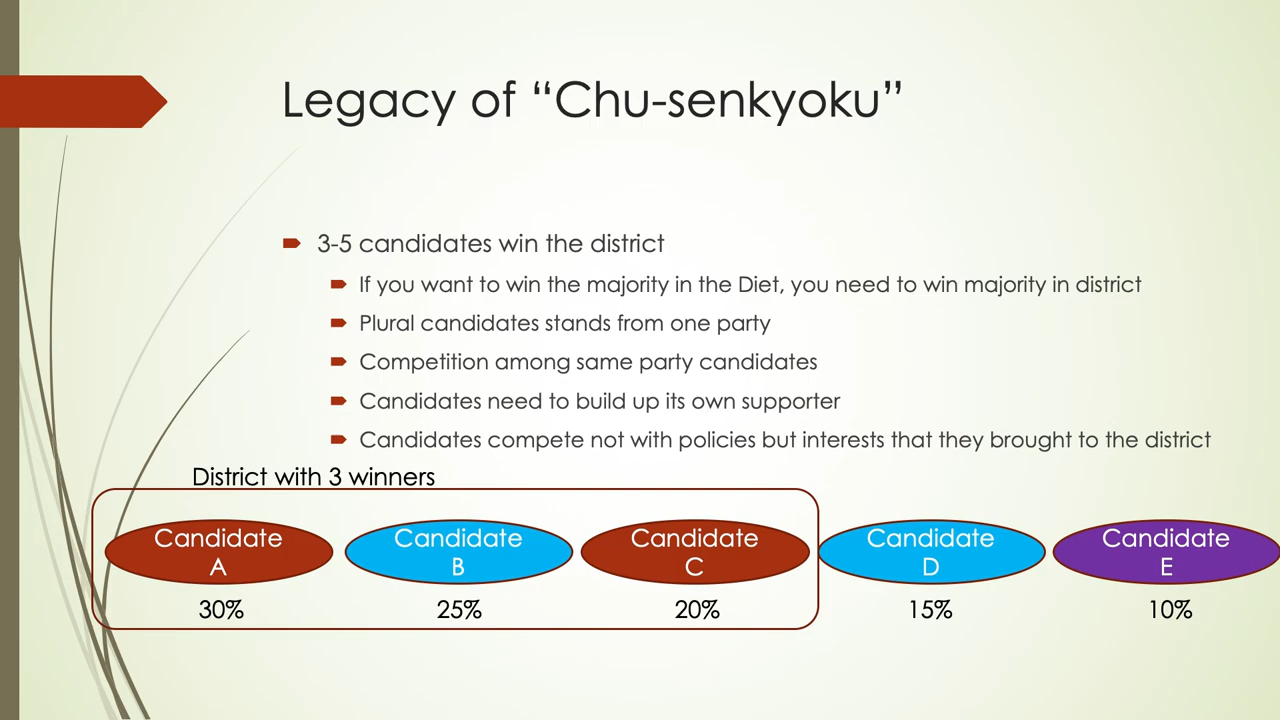 Legacy of “Chu-senkyoku”
3-5 candidates win the district
If you want to win the majority in the Diet, you need to win majority in district
Plural candidates stands from one party
Competition among same party candidates
Candidates need to build up its own supporter
Candidates compete not with policies but interests that they brought to the district
District with 3 winners
Candidate
A
Candidate
B
Candidate
C
Candidate
D
Candidate
E
30%
25%
20%
15%
10%